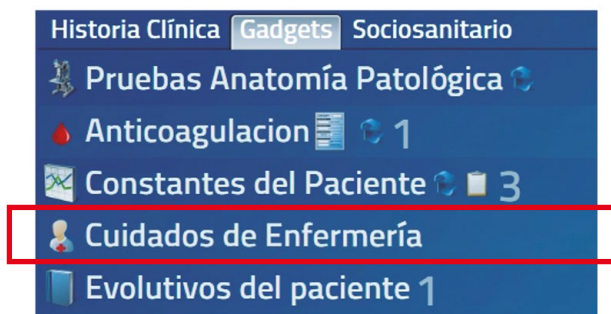 Historia Clínica Gadgets Sociosanitario
Pruebas Anatomía Patológica
Anticoagulacion 1
Constantes del Paciente 3
Cuidados de Enfermería
Evolutivos del paciente 1